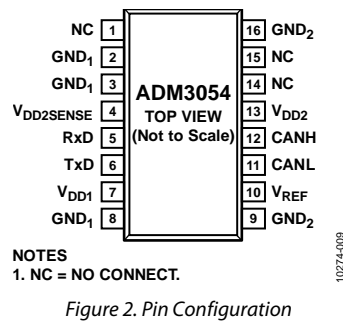 NC 1
GND1 2
GND1 3
VDD2SENSE 4
RxD 5
TxD 6
VDD1 7
GND1 8
ADM3054
TOP VIEW
(Not to Scale)
16 GND2
15 NC
14 NC
13 VDD2
12 CANH
11 CANL
10 VREF
9 GND2
NOTES
1. NC = NO CONNECT.
10274-009
Figure 2. Pin Configuration